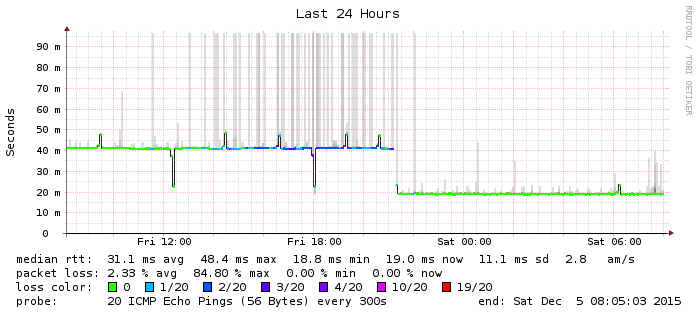 Last 24 Hours
RRDTOOL / TOBI OETIKER
Seconds
90 m
80 m
70 m
60 m
50 m
40 m
30 m
20 m
10 m
0
Fri 12:00 Fri 18:00 Sat 00:00 Sat 06:00
median rtt: 31.1 ms avg 48.4 ms max 18.8 ms min 19.0 ms now 11.1 ms sd 2.8 am/s
packet loss: 2.33 % avg 84.80 % max 0.00 % min 0.00 % now
loss color: 0 1/20 2/20 3/20 4/20 10/20 19/20
probe: 20 ICMP Echo Pings (56 Bytes) every 300s end: Sat Dec 5 08:05:03 2015